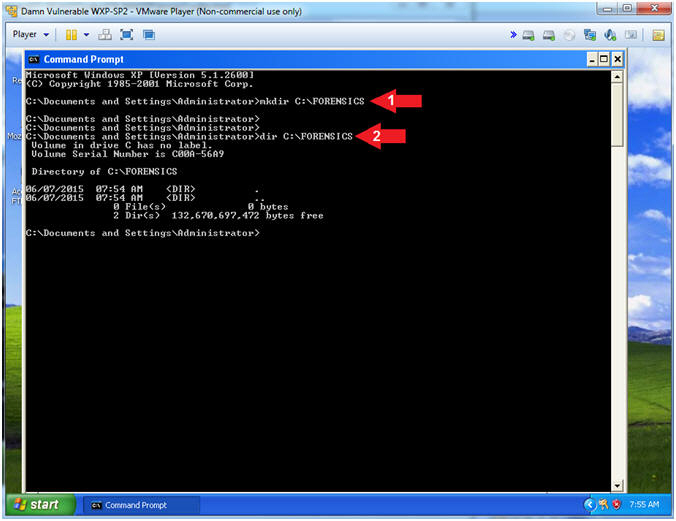 Damn Vulnerable WXP-SP2 - VMware Player (Non-commercial use only)
Player
Command Prompt
Microsoft Windows XP [Version 5.1.2600]
(C) Copyright 1985-2001 Microsoft Corp.
C:\Documents and Settings\Administrator>mkdir C:\FORENSICS
1
C:\Documents and Settings\Administrator>
C:\Documents and Settings\Administrator>
C:\Documents and Settings\Administrator>dir C:\FORENSICS
2
Volume in drive C has no label.
Volume Serial Number is C00A-56A9
Directory of C:\FORENSICS
06/07/2015 07:54 AM <DIR> .
06/07/2015 07:54 AM <DIR> ..
0 File(s) 0 bytes
2 Dir(s) 132,670,697,472 bytes free
C:\Documents and Settings\Administrator>
Re
Moz
Ac
FT
start
Command Prompt
7:55 AM